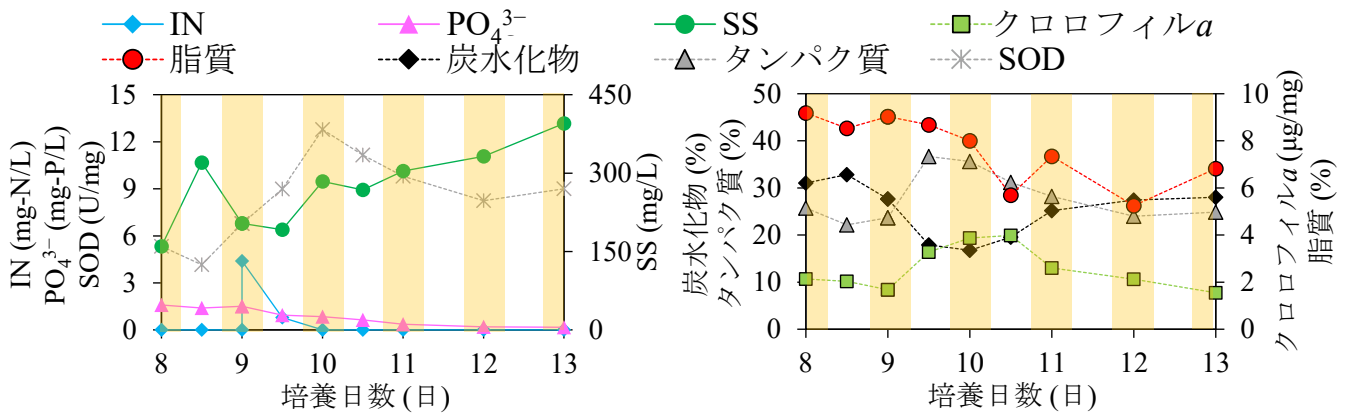 IN PO₄³⁻ SS クロロフィルa
脂質 炭水化物 タンパク質 SOD
IN (mg-N/L)
PO₄³⁻ (mg-P/L)
SOD (U/mg)
15
12
9
6
3
0
450
300
150
0
SS (mg/L)
8 9 10 11 12 13
培養日数 (日)
炭水化物 (%)
タンパク質 (%)
50
40
30
20
10
0
10
8
6
4
2
0
クロロフィルa (µg/mg)
脂質 (%)
8 9 10 11 12 13
培養日数 (日)